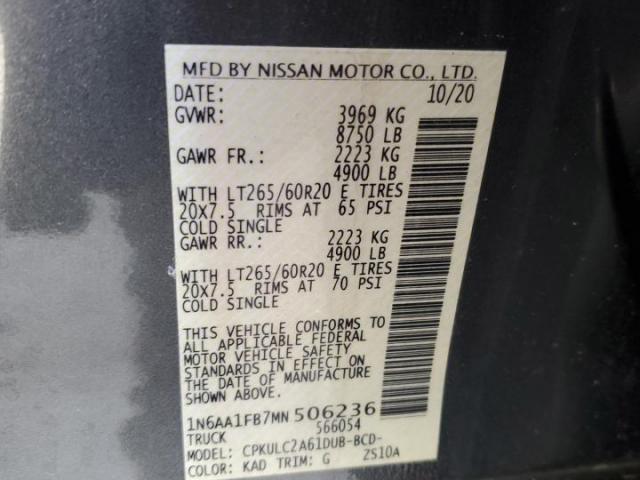 MFD BY NISSAN MOTOR CO., LTD.
DATE: 10/20
GVWR: 3969 KG
8750 LB
GAWR FR.: 2223 KG
4900 LB
WITH LT265/60R20 E TIRES
20x7.5 RIMS AT 65 PSI
COLD SINGLE
GAWR RR.: 2223 KG
4900 LB
WITH LT265/60R20 E TIRES
20x7.5 RIMS AT 70 PSI
COLD SINGLE
THIS VEHICLE CONFORMS TO
ALL APPLICABLE FEDERAL
MOTOR VEHICLE SAFETY
STANDARDS IN EFFECT ON
THE DATE OF MANUFACTURE
SHOWN ABOVE.
1N6AA1FB7MN 506236
TRUCK 566054
MODEL: CPKULC2A61DUB-BCD-
COLOR: KAD TRIM: G ZS10A